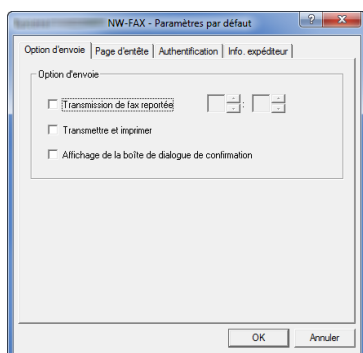 NW-FAX - Paramètres par défaut
Option d'envoie Page d'entête Authentification Info. expéditeur
Option d'envoie
Transmission de fax reportée :
Transmettre et imprimer
Affichage de la boîte de dialogue de confirmation
OK Annuler